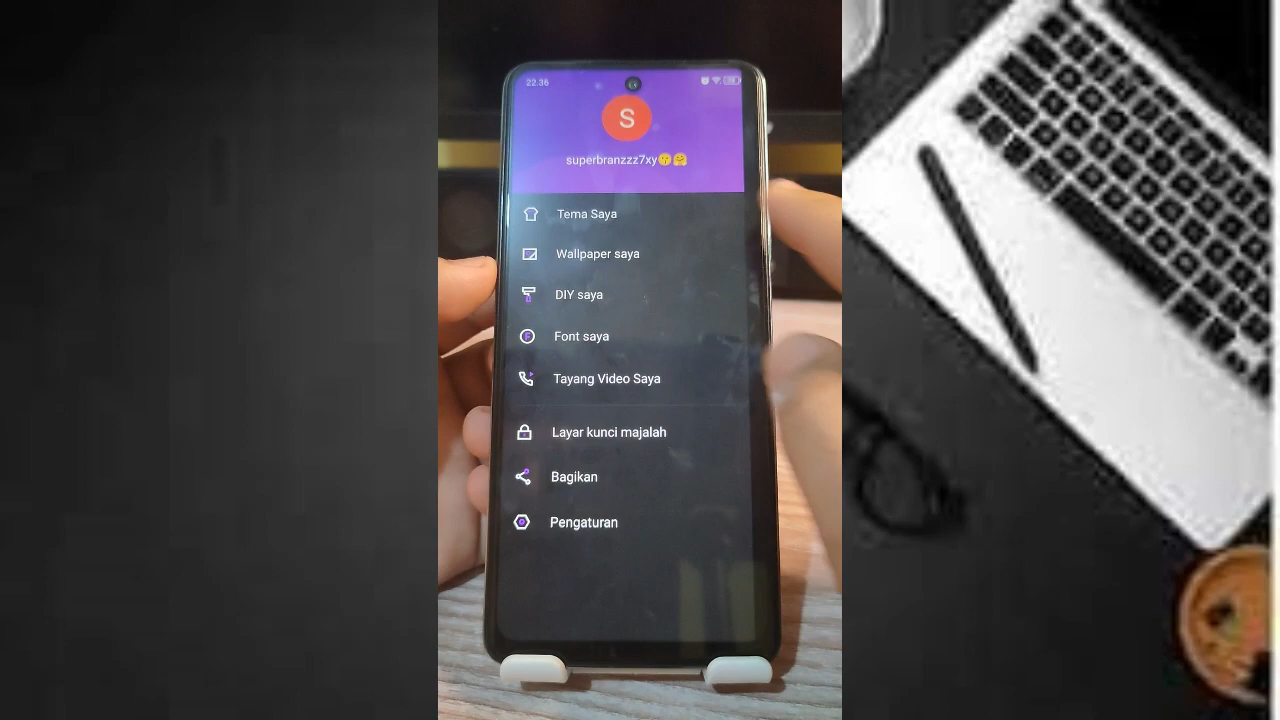 22.36
S
superbranzzz7xy😗🤗
Tema Saya
Wallpaper saya
DIY saya
Font saya
Tayang Video Saya
Layar kunci majalah
Bagikan
Pengaturan